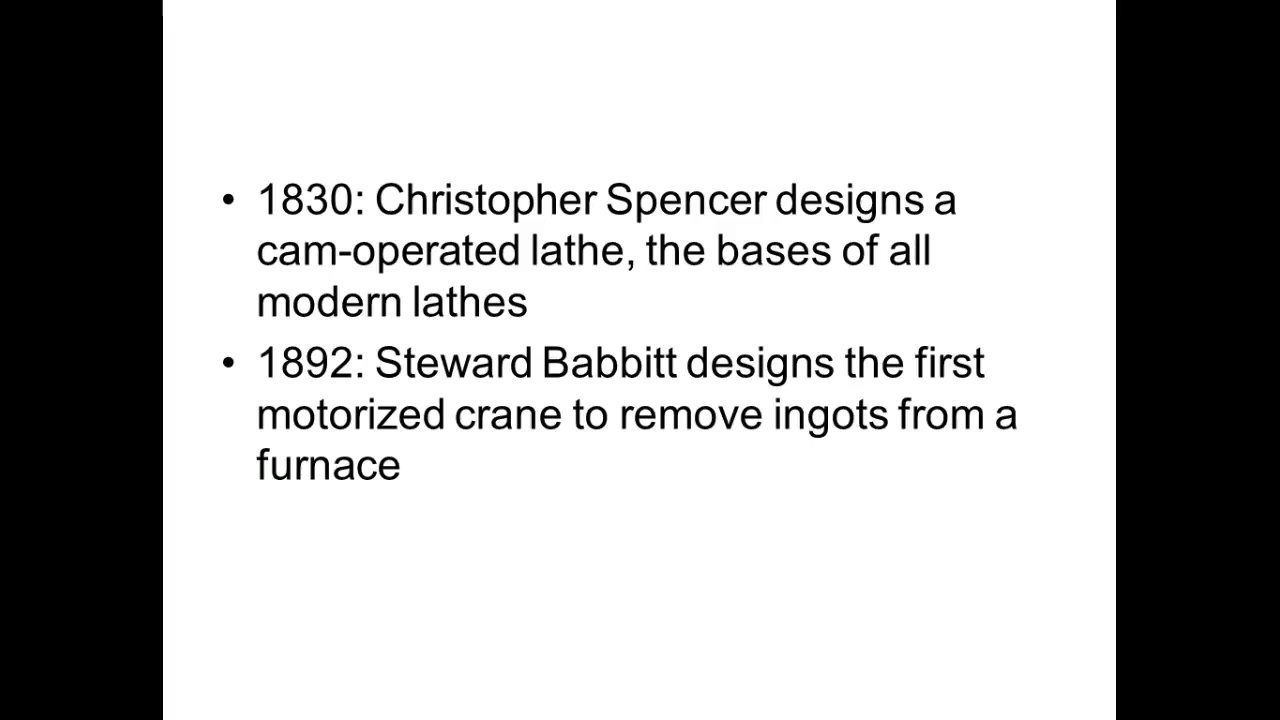 • 1830: Christopher Spencer designs a
cam-operated lathe, the bases of all
modern lathes
• 1892: Steward Babbitt designs the first
motorized crane to remove ingots from a
furnace